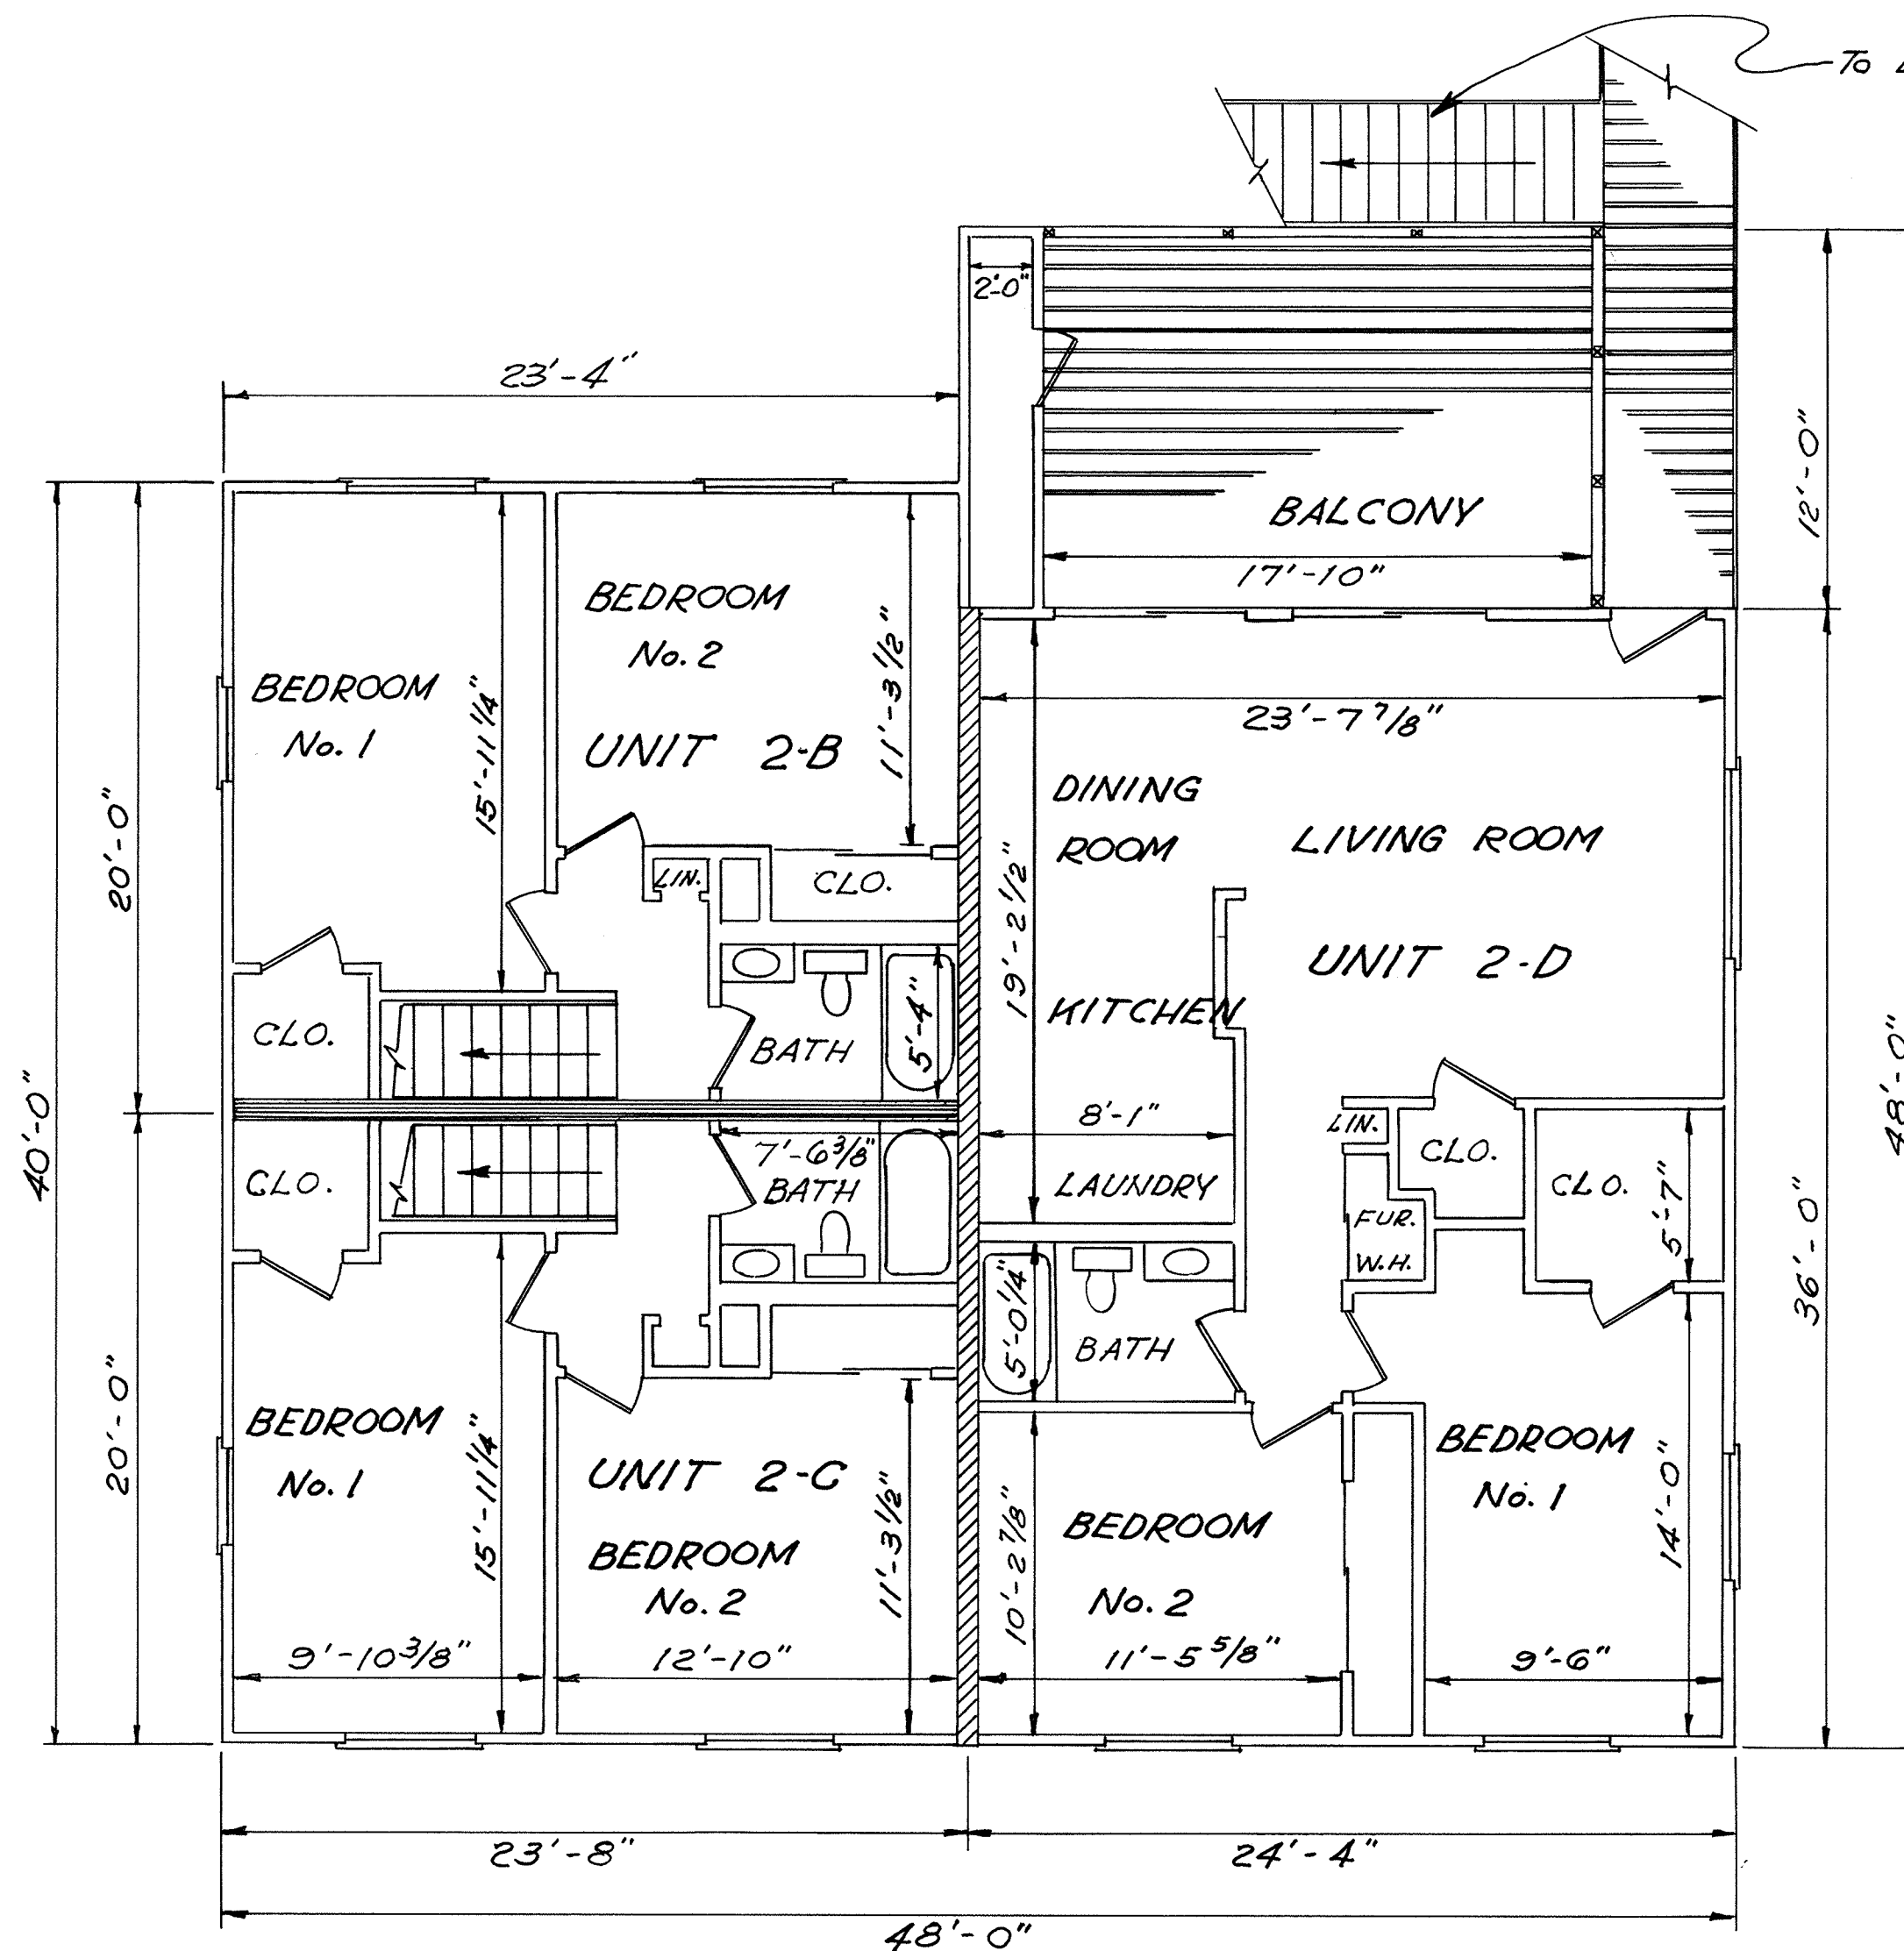 To
2'-0"
23'-4"
BALCONY
17'-10"
12'-0"
BEDROOM
No. 2
BEDROOM
No. 1
15'-11 1/4"
11'-3 1/2"
UNIT 2-B
23'-7 7/8"
DINING
ROOM
LIVING ROOM
20'-0"
LIN.
CLO.
19'-2 1/2"
UNIT 2-D
KITCHEN
CLO.
BATH
5'-4"
40'-0"
48'-0"
8'-1"
LIN.
CLO.
7'-6 3/8"
BATH
CLO.
LAUNDRY
CLO.
5'-7"
FUR.
W.H.
36'-0"
5'-0 1/4"
BATH
20'-0"
BEDROOM
No. 1
15'-11 1/4"
UNIT 2-C
11'-3 1/2"
BEDROOM
No. 2
10'-2 7/8"
BEDROOM
No. 2
BEDROOM
No. 1
14'-0"
9'-10 3/8"
12'-10"
11'-5 5/8"
9'-6"
23'-8"
24'-4"
48'-0"